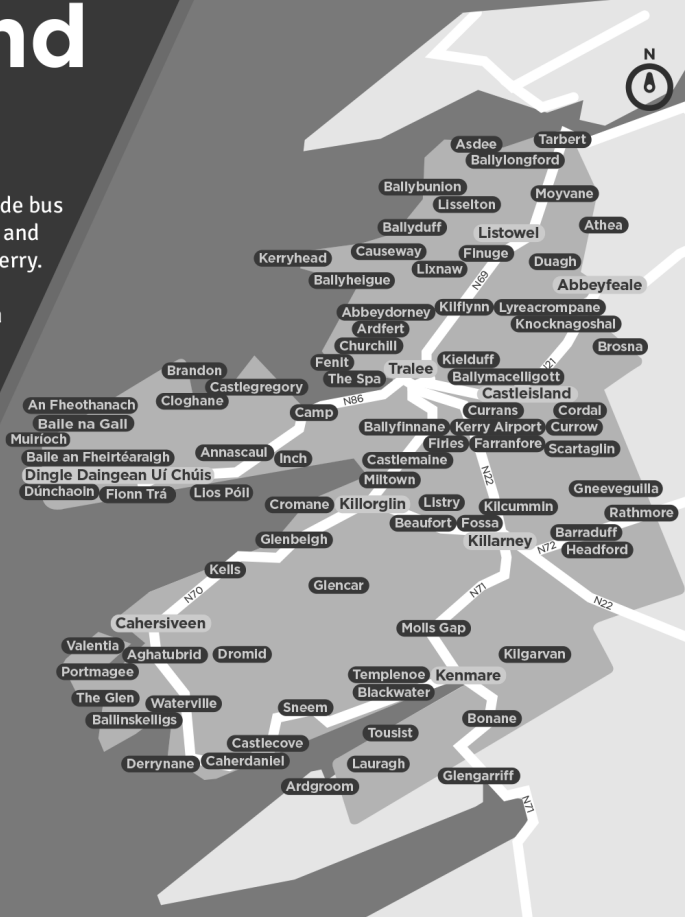 nd
de bus
and
erry.
N
Asdee
Tarbert
Ballylongford
Ballybunion
Moyvane
Lisselton
Ballyduff
Athea
Listowel
Causeway
Finuge
Kerryhead
Lixnaw
Duagh
Ballyheigue
N69
Abbeyfeale
Abbeydorney
Kilflynn
Lyreacrompane
Ardfert
Knocknagoshal
Churchill
Brosna
Fenit
Kielduff
N21
Tralee
Brandon
The Spa
Ballymacelligott
Castlegregory
Castleisland
Cloghane
N86
An Fheothanach
Camp
Currans
Cordal
Baile na Gall
Ballyfinnane
Kerry Airport
Currow
Muiríoch
Firies
Farranfore
Scartaglin
Baile an Fheirtéaraigh
Annascaul
Inch
Castlemaine
Dingle Daingean Uí Chúis
Miltown
N22
Dúnchaoin
Fionn Trá
Lios Póil
Gneeveguilla
Cromane
Killorglin
Listry
Kilcummin
Rathmore
Beaufort
Fossa
Barraduff
Glenbeigh
Killarney
N72
Headford
Kells
Glencar
N70
N71
N22
Cahersiveen
Molls Gap
Valentia
Aghatubrid
Dromid
Kilgarvan
Portmagee
Templenoe
Kenmare
The Glen
Waterville
Blackwater
Ballinskelligs
Sneem
Bonane
Castlecove
Tousist
Derrynane
Caherdaniel
Lauragh
Ardgroom
Glengarriff
N71